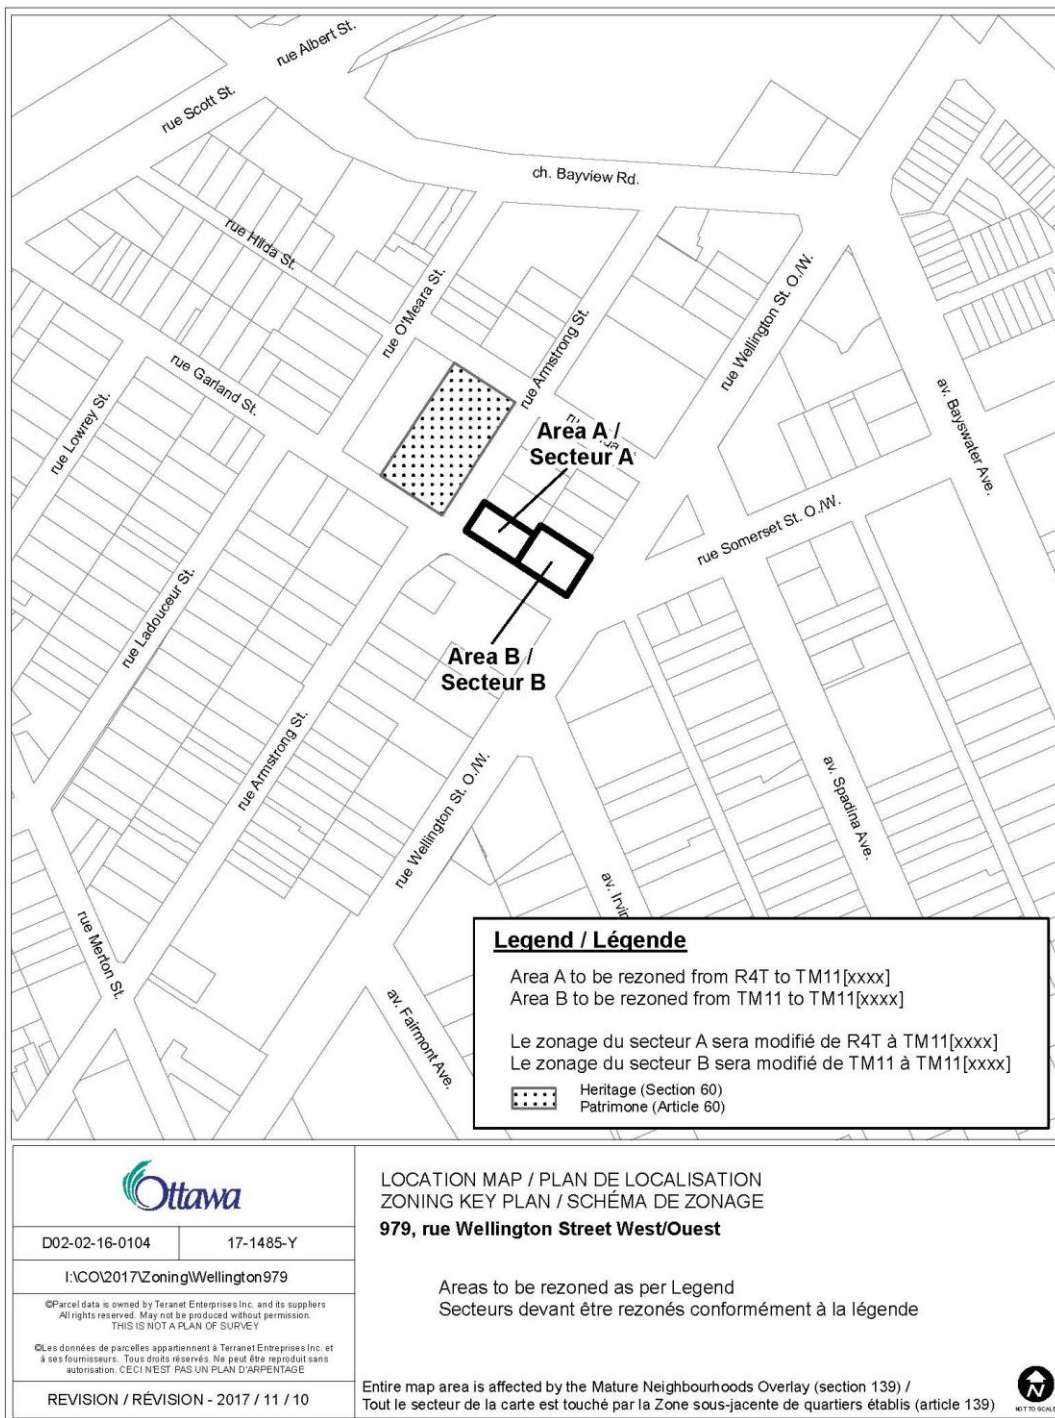 rue Albert St.
rue Scott St.
ch. Bayview Rd.
rue Hilda St.
rue O'Meara St.
rue Armstrong St.
rue Wellington St. O./W.
rue Garland St.
rue Lowrey St.
av. Bayswater Ave.
Area A /
Secteur A
rue Somerset St. O./W.
rue Ladouceur St.
Area B /
Secteur B
rue Armstrong St.
rue Wellington St. O./W.
av. Spadina Ave.
rue Merton St.
av. Fairmont Ave.
Legend / Légende
Area A to be rezoned from R4T to TM11[xxxx]
Area B to be rezoned from TM11 to TM11[xxxx]
Le zonage du secteur A sera modifié de R4T à TM11[xxxx]
Le zonage du secteur B sera modifié de TM11 à TM11[xxxx]
Heritage (Section 60)
Patrimone (Article 60)
Ottawa
D02-02-16-0104
17-1485-Y
I:\CO\2017\Zoning\Wellington979
©Parcel data is owned by Teranet Enterprises Inc. and its suppliers
All rights reserved. May not be produced without permission.
THIS IS NOT A PLAN OF SURVEY
©Les données de parcelles appartiennent à Terranet Entreprises Inc. et
à ses fournisseurs. Tous droits réservés. Ne peut être reproduit sans
autorisation. CECI N'EST PAS UN PLAN D'ARPENTAGE
REVISION / RÉVISION - 2017 / 11 / 10
LOCATION MAP / PLAN DE LOCALISATION
ZONING KEY PLAN / SCHÉMA DE ZONAGE
979, rue Wellington Street West/Ouest
Areas to be rezoned as per Legend
Secteurs devant être rezonés conformément à la légende
Entire map area is affected by the Mature Neighbourhoods Overlay (section 139) /
Tout le secteur de la carte est touché par la Zone sous-jacente de quartiers établis (article 139)
N
NOT TO SCALE